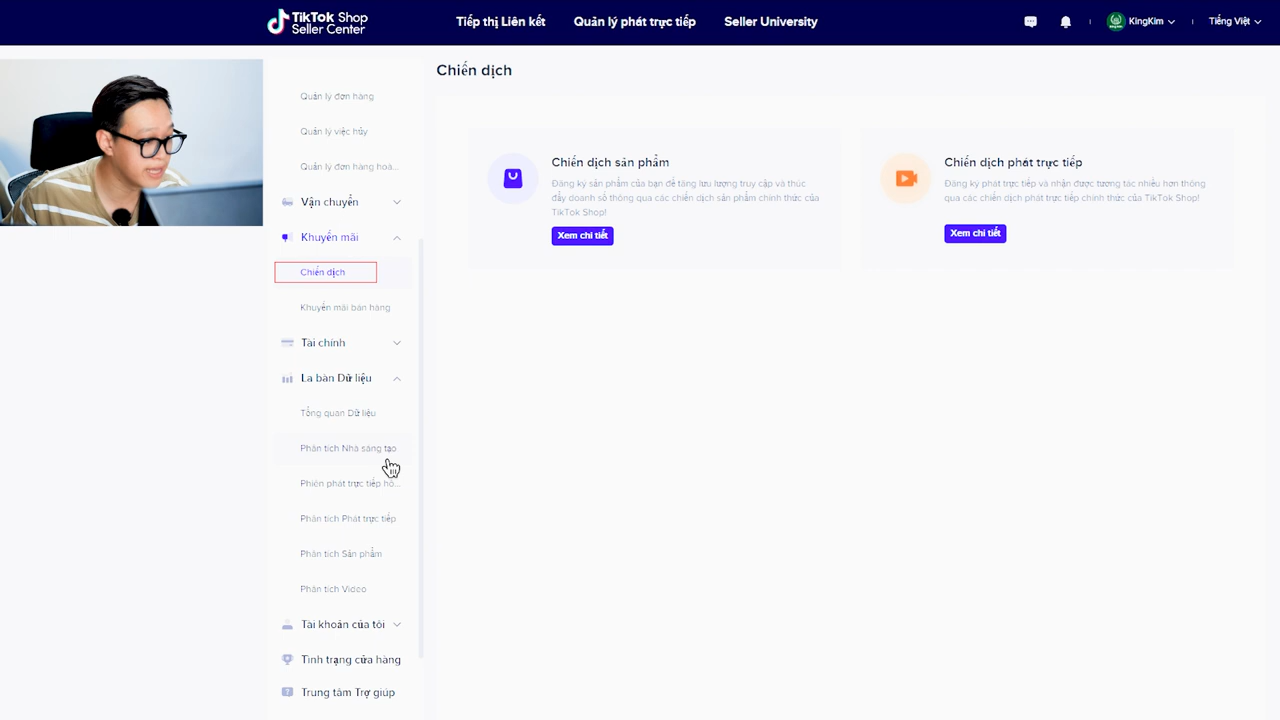 TikTok Shop
Seller Center
Tiếp thị Liên kết
Quản lý phát trực tiếp
Seller University
KingKim
Tiếng Việt
Chiến dịch
Quản lý đơn hàng
Quản lý việc hủy
Quản lý đơn hàng hoà...
Vận chuyển
Khuyến mãi
Chiến dịch
Khuyến mãi bán hàng
Tài chính
La bàn Dữ liệu
Tổng quan Dữ liệu
Phân tích Nhà sáng tạo
Phiên phát trực tiếp hô...
Phân tích Phát trực tiếp
Phân tích Sản phẩm
Phân tích Video
Tài khoản của tôi
Tình trạng cửa hàng
Trung tâm Trợ giúp
Chiến dịch sản phẩm
Đăng ký sản phẩm của bạn để tăng lưu lượng truy cập và thúc
đẩy doanh số thông qua các chiến dịch sản phẩm chính thức của
TikTok Shop!
Xem chi tiết
Chiến dịch phát trực tiếp
Đăng ký phát trực tiếp và nhận được tương tác nhiều hơn thông
qua các chiến dịch phát trực tiếp chính thức của TikTok Shop!
Xem chi tiết